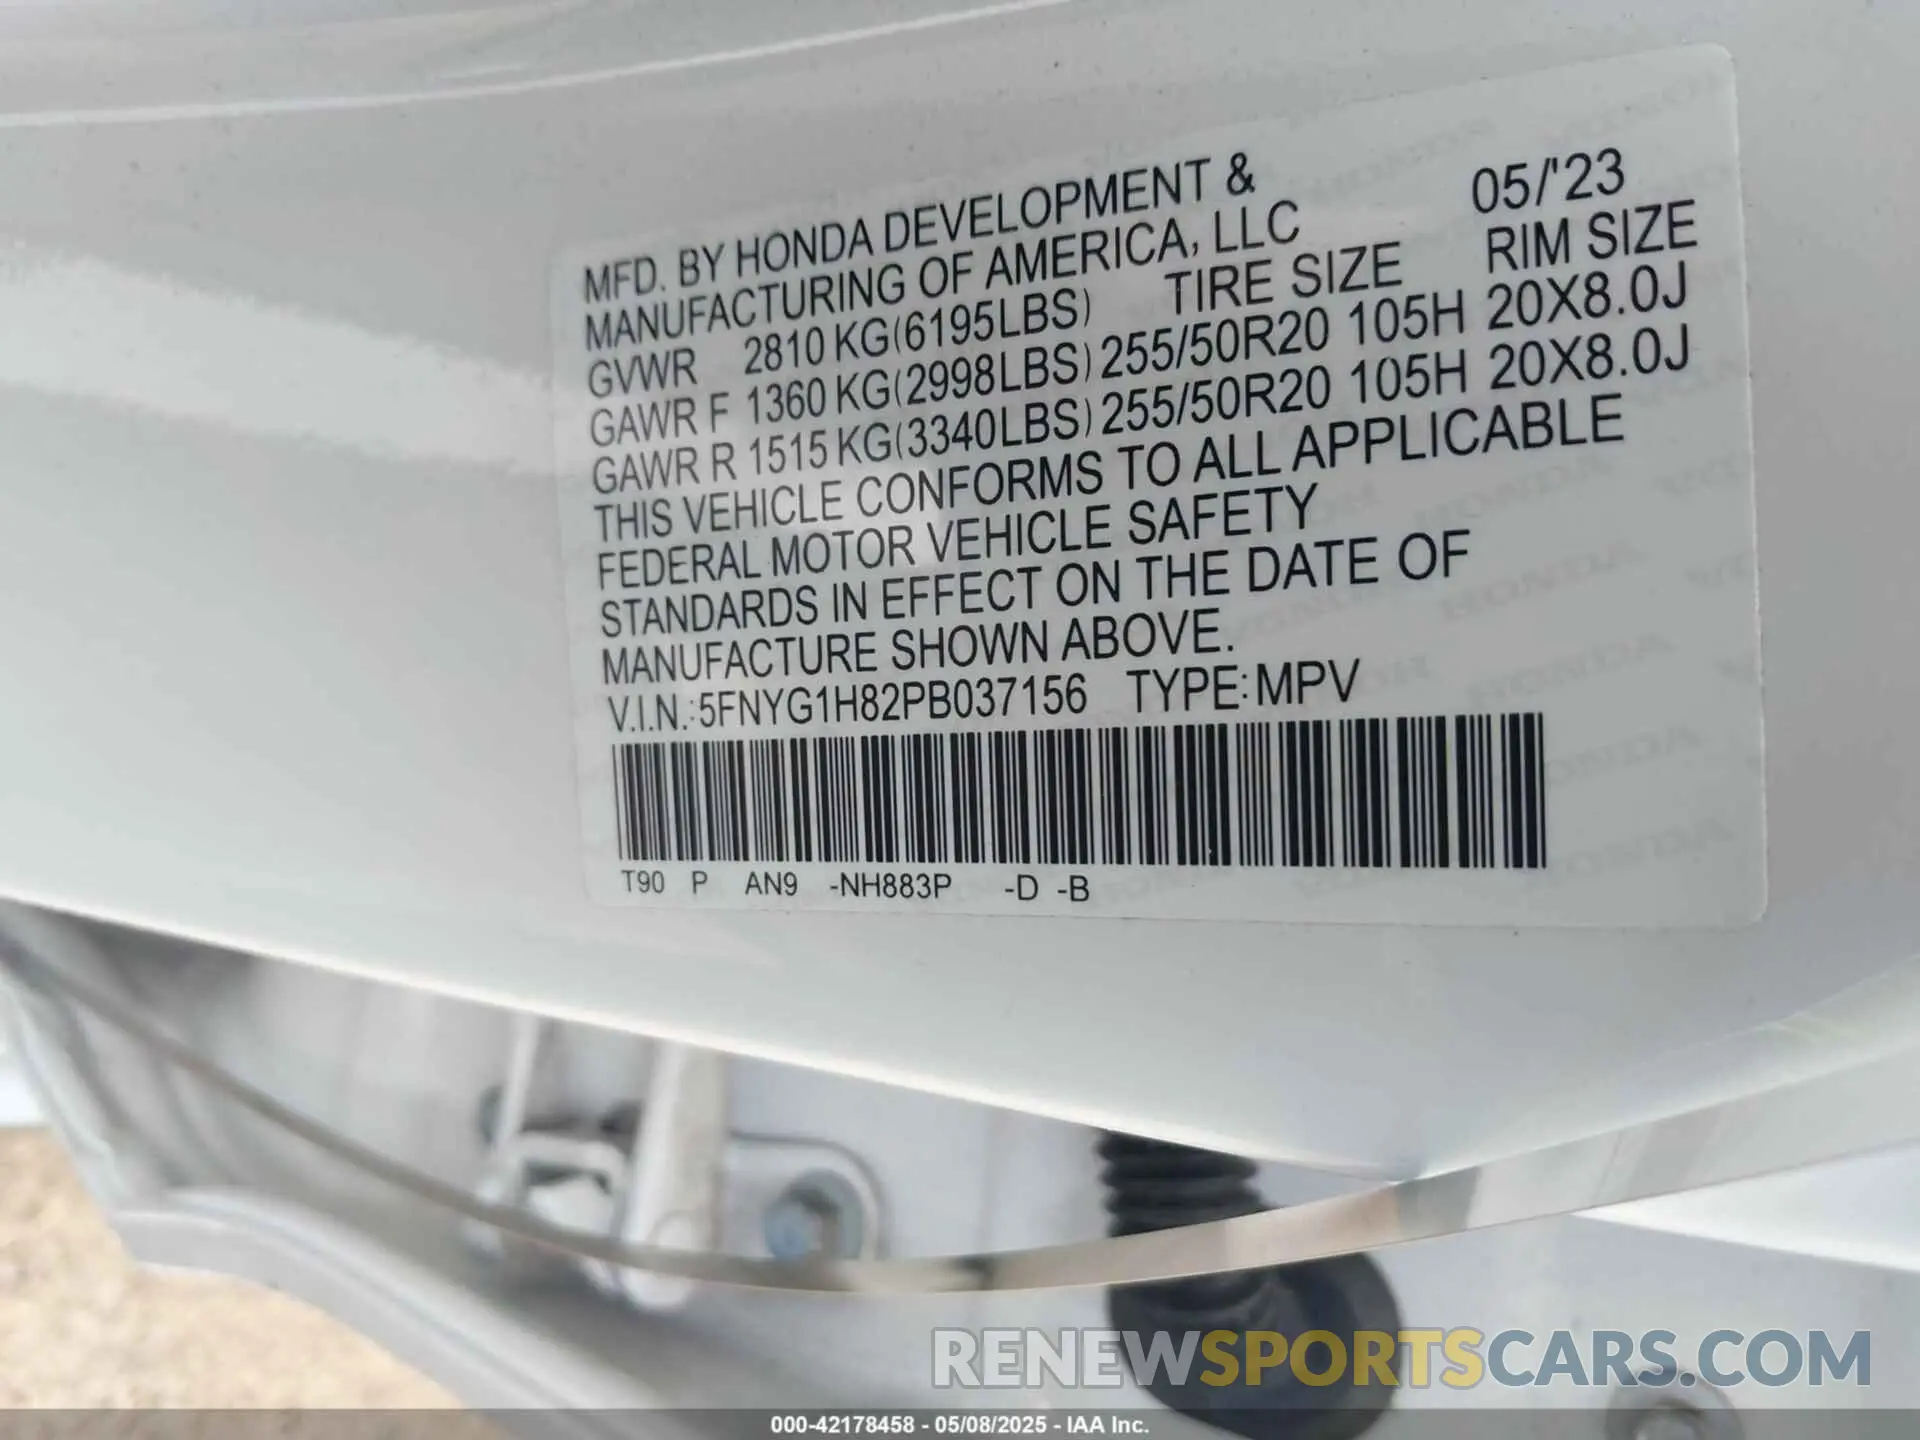 MFD. BY HONDA DEVELOPMENT & 05/'23
MANUFACTURING OF AMERICA, LLC
GVWR 2810 KG(6195LBS) TIRE SIZE RIM SIZE
GAWR F 1360 KG(2998LBS) 255/50R20 105H 20X8.0J
GAWR R 1515 KG(3340LBS) 255/50R20 105H 20X8.0J
THIS VEHICLE CONFORMS TO ALL APPLICABLE
FEDERAL MOTOR VEHICLE SAFETY
STANDARDS IN EFFECT ON THE DATE OF
MANUFACTURE SHOWN ABOVE.
V.I.N.:5FNYG1H82PB037156 TYPE:MPV
T90 P AN9 -NH883P -D -B
RENEWSPORTSCARS.COM
000-42178458 - 05/08/2025 - IAA Inc.